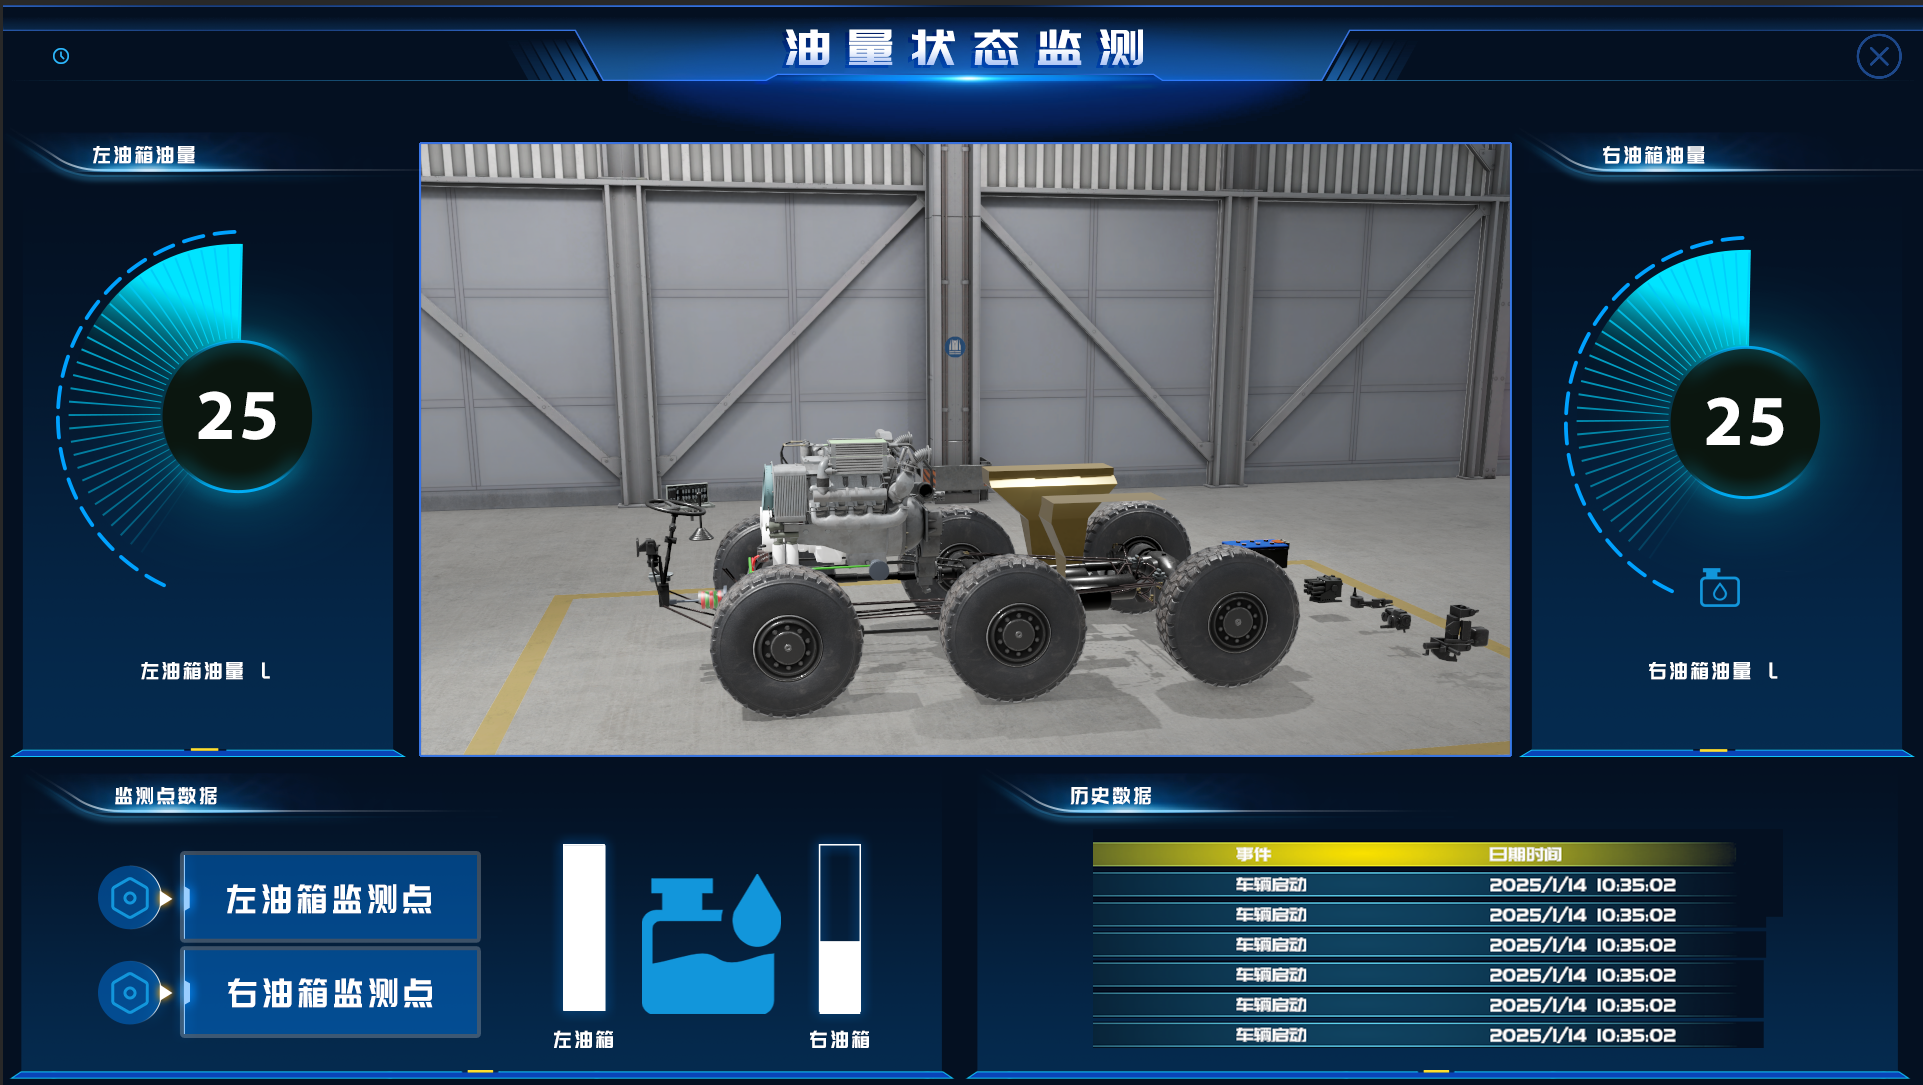 油量状态监测
左油箱油量
右油箱油量
25
25
左油箱油量 L
右油箱油量 L
监测点数据
左油箱监测点
右油箱监测点
左油箱
右油箱
历史数据
事件 日期时间
车辆启动 2025/1/14 10:35:02
车辆启动 2025/1/14 10:35:02
车辆启动 2025/1/14 10:35:02
车辆启动 2025/1/14 10:35:02
车辆启动 2025/1/14 10:35:02
车辆启动 2025/1/14 10:35:02